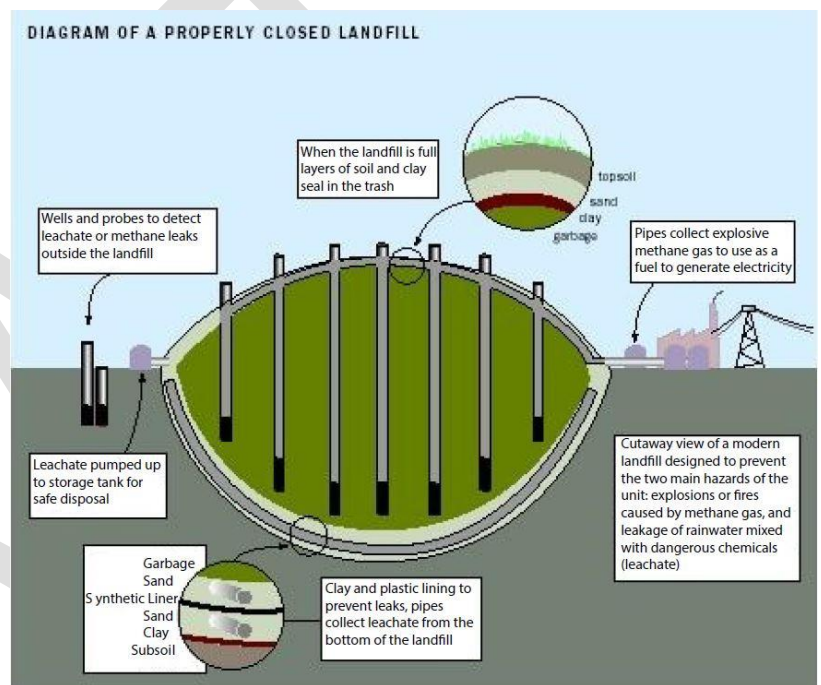 DIAGRAM OF A PROPERLY CLOSED LANDFILL
When the landfill is full
layers of soil and clay
seal in the trash
topsoil
sand
clay
garbage
Wells and probes to detect
leachate or methane leaks
outside the landfill
Pipes collect explosive
methane gas to use as a
fuel to generate electricity
Leachate pumped up
to storage tank for
safe disposal
Cutaway view of a modern
landfill designed to prevent
the two main hazards of the
unit: explosions or fires
caused by methane gas, and
leakage of rainwater mixed
with dangerous chemicals
(leachate)
Garbage
Sand
Synthetic Liner
Sand
Clay
Subsoil
Clay and plastic lining to
prevent leaks, pipes
collect leachate from the
bottom of the landfill